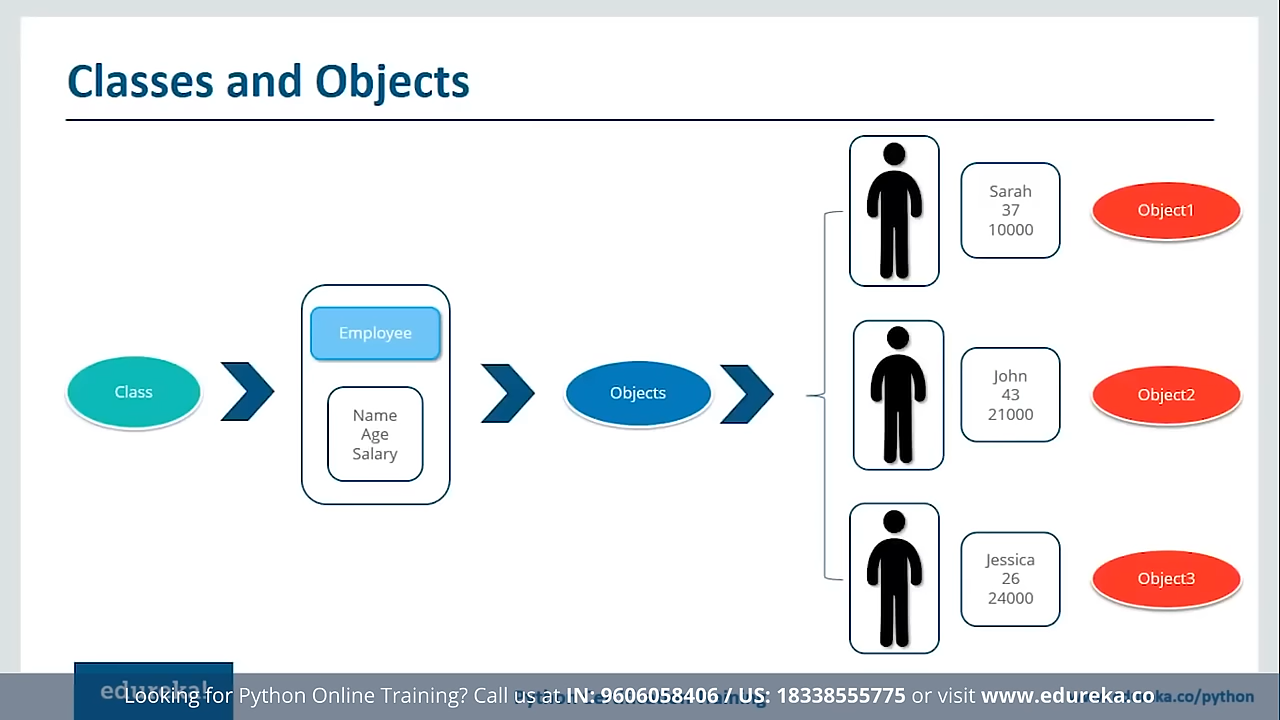 Classes and Objects
Class
Employee
Name
Age
Salary
Objects
Sarah
37
10000
Object1
John
43
21000
Object2
Jessica
26
24000
Object3
edureka!
Looking for Python Online Training? Call us at IN: 9606058406 / US: 18338555775 or visit www.edureka.co